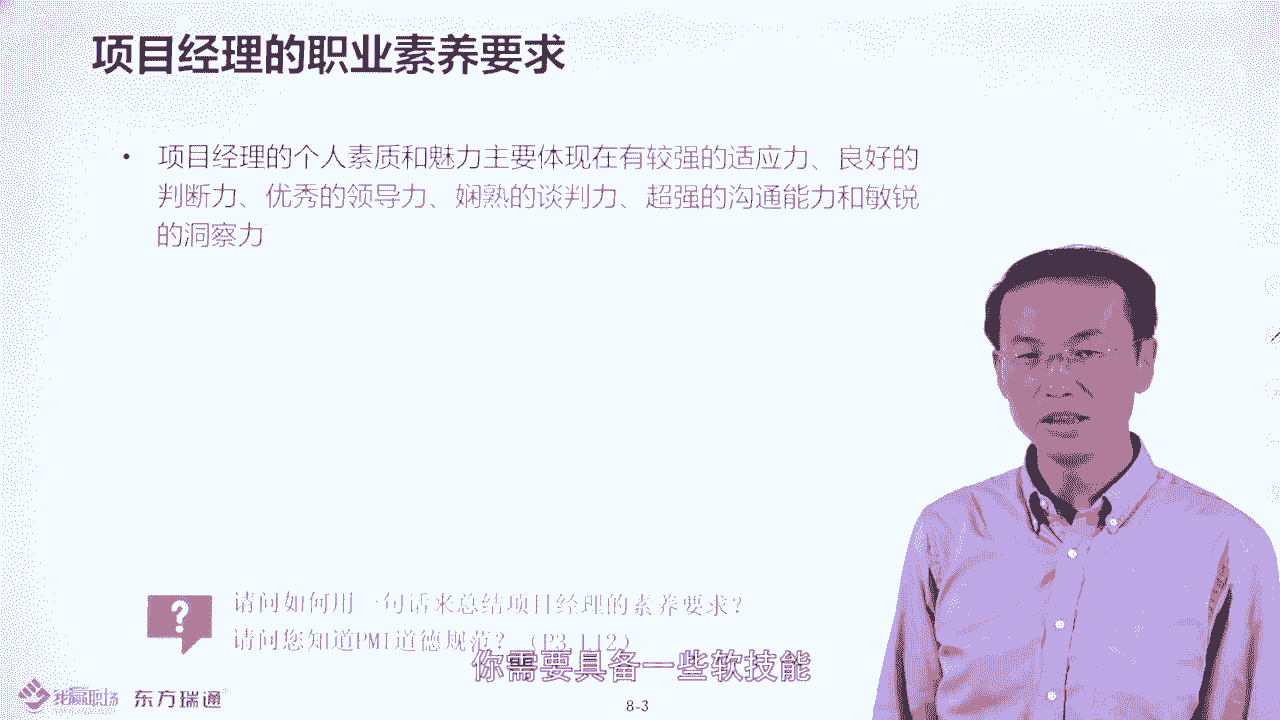 项目经理的职业素养要求
• 项目经理的个人素质和魅力主要体现在有较强的适应力、良好的
判断力、优秀的领导力、娴熟的谈判力、超强的沟通能力和敏锐
的洞察力
?
请问如何用一句话来总结项目经理的素养要求?
请问您知道PMI道德规范?（P3，1.1.2）
你需要具备一些软技能
职场 东方瑞通
8-3